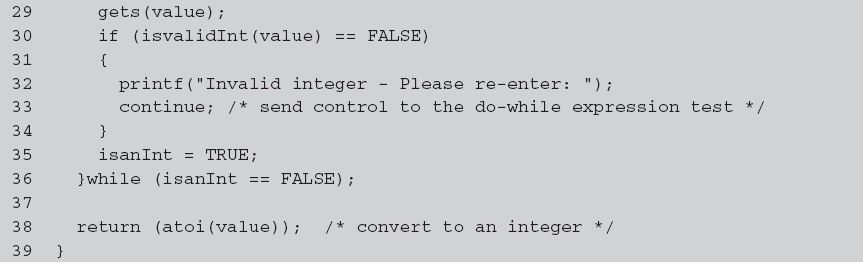 29 gets(value);
30 if (isvalidInt(value) == FALSE)
31 {
32 printf("Invalid integer - Please re-enter: ");
33 continue; /* send control to the do-while expression test */
34 }
35 isanInt = TRUE;
36 }while (isanInt == FALSE);
37
38 return (atoi(value)); /* convert to an integer */
39 }